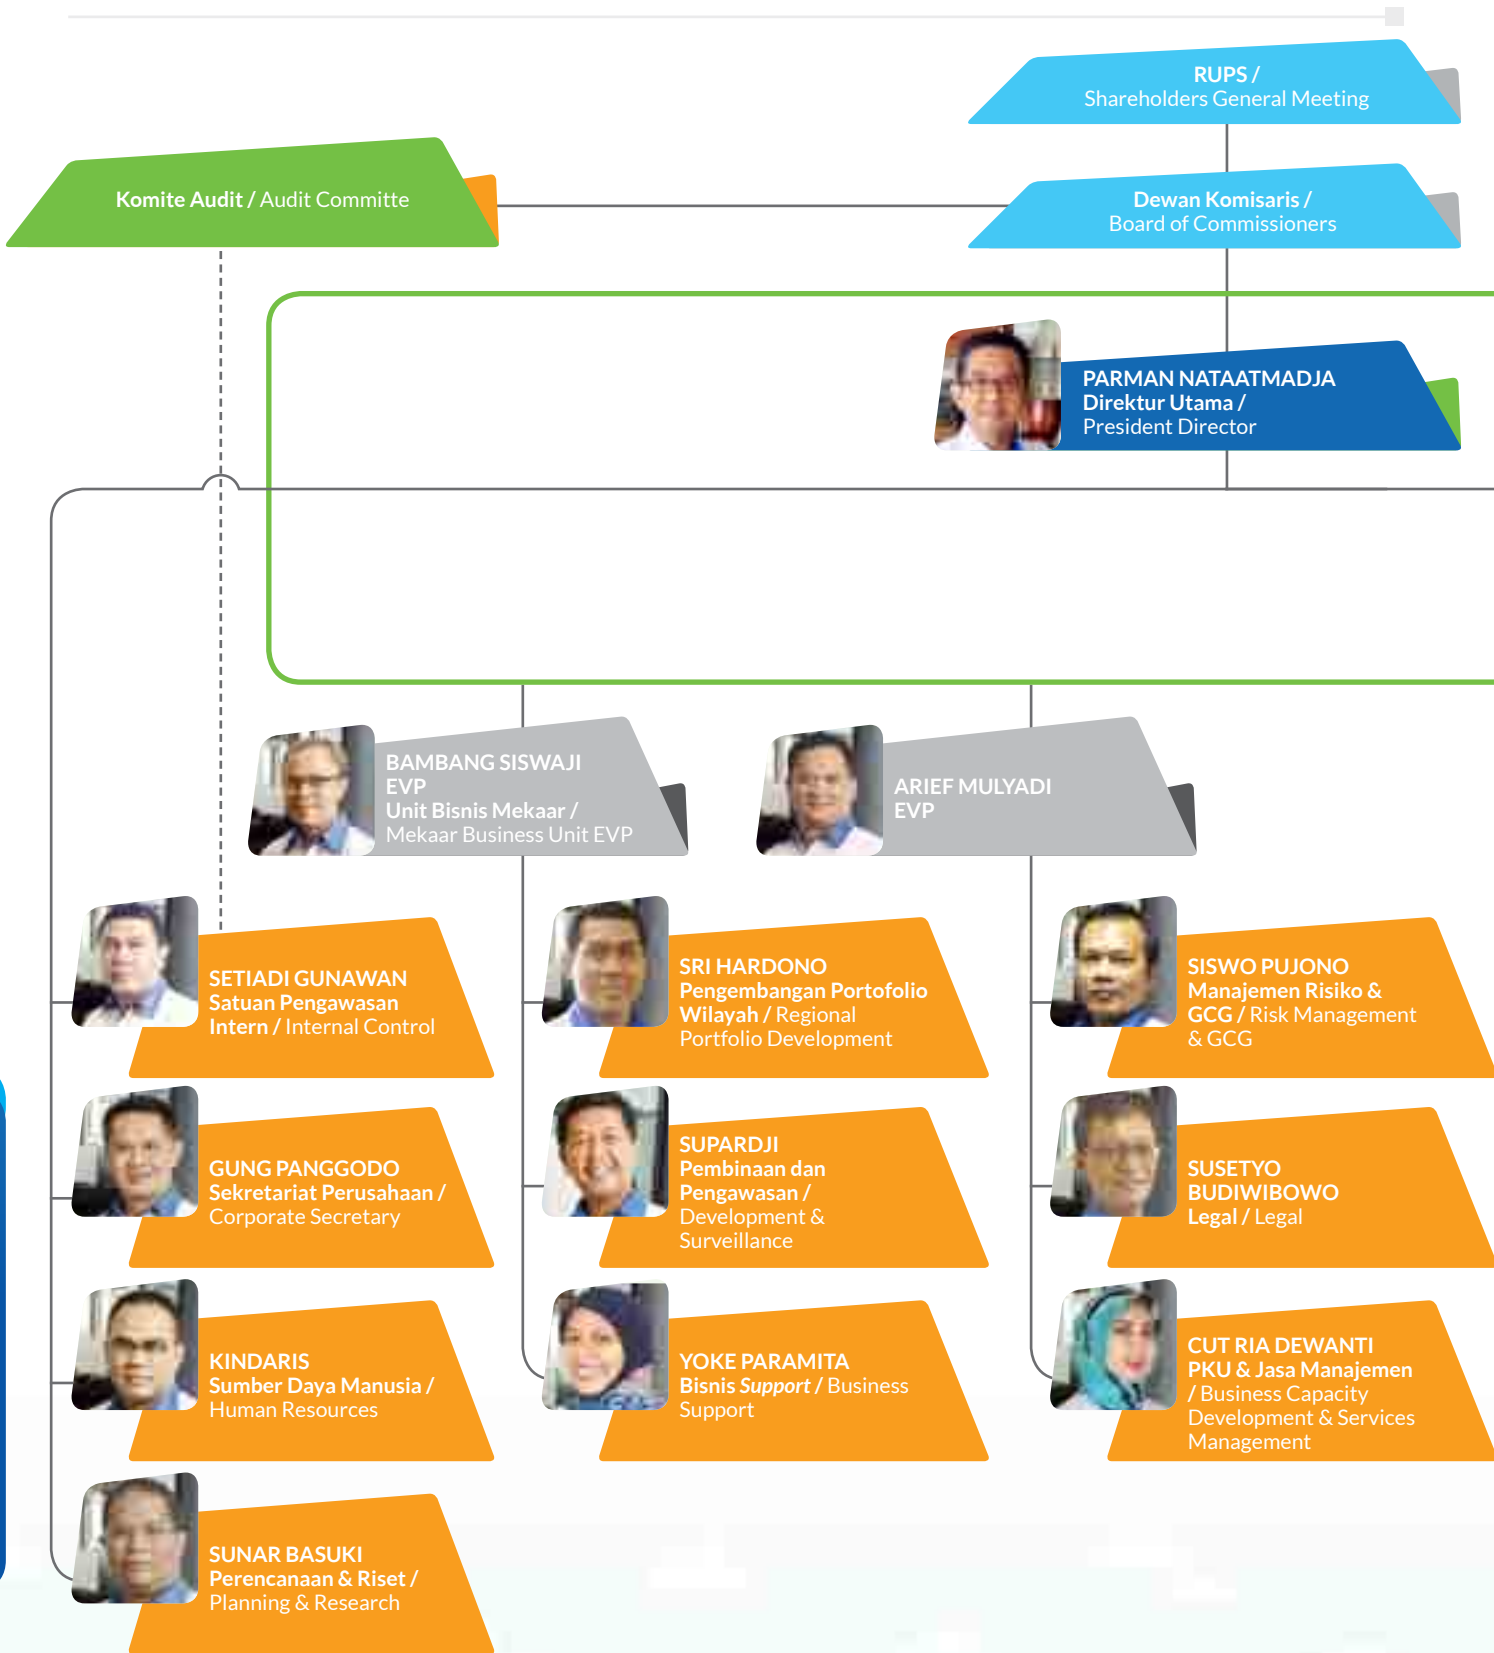 RUPS /
Shareholders General Meeting
Komite Audit / Audit Committe
Dewan Komisaris /
Board of Commissioners
PARMAN NATAATMADJA
Direktur Utama /
President Director
BAMBANG SISWAJI
EVP
Unit Bisnis Mekaar /
Mekaar Business Unit EVP
ARIEF MULYADI
EVP
SETIADI GUNAWAN
Satuan Pengawasan
Intern / Internal Control
SRI HARDONO
Pengembangan Portofolio
Wilayah / Regional
Portfolio Development
SISWO PUJONO
Manajemen Risiko &
GCG / Risk Management
& GCG
GUNG PANGGODO
Sekretariat Perusahaan /
Corporate Secretary
SUPARDJI
Pembinaan dan
Pengawasan /
Development &
Surveillance
SUSETYO
BUDIWIBOWO
Legal / Legal
KINDARIS
Sumber Daya Manusia /
Human Resources
YOKE PARAMITA
Bisnis Support / Business
Support
CUT RIA DEWANTI
PKU & Jasa Manajemen
/ Business Capacity
Development & Services
Management
SUNAR BASUKI
Perencanaan & Riset /
Planning & Research